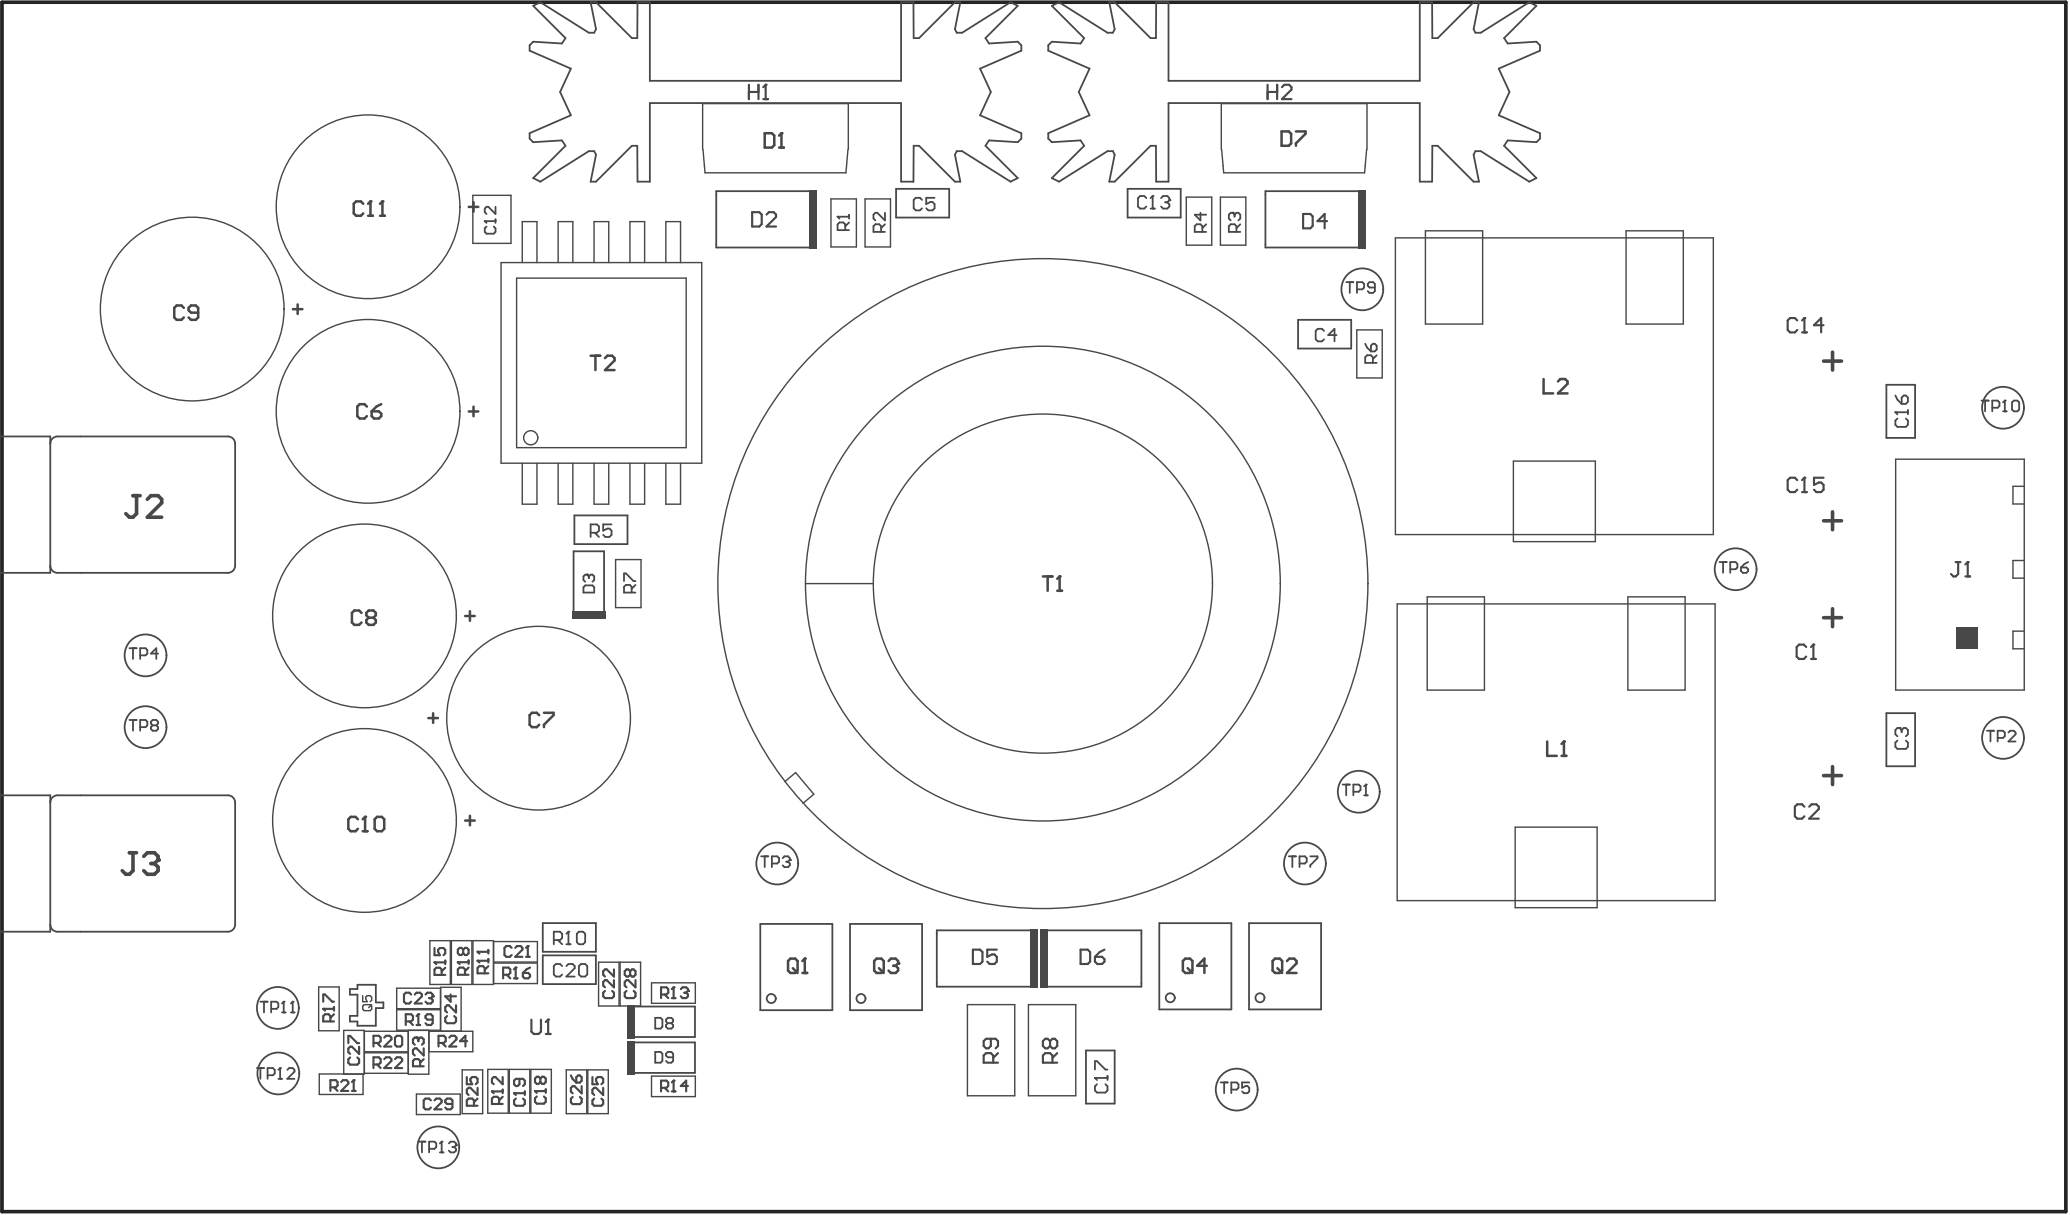 H1
H2
D1
D7
C11
+
C12
D2
R1
R2
C5
C13
R4
R3
D4
C9
+
TP9
C14
+
C4
R6
T2
L2
C6
+
C16
TP10
J2
C15
+
R5
D3
R7
T1
TP6
J1
C8
+
+
C1
TP4
TP8
+
C7
L1
C3
TP2
+
C2
TP1
C10
+
J3
TP3
TP7
R10
R15
R18
R11
C21
R16
C20
C22
C28
Q1
Q3
D5
D6
Q4
Q2
TP11
R17
Q5
C23
R19
C24
R13
U1
D8
C27
R20
R22
R23
R24
D9
R9
R8
C17
TP12
R21
C29
R25
R12
C19
C18
C26
C25
R14
TP5
TP13